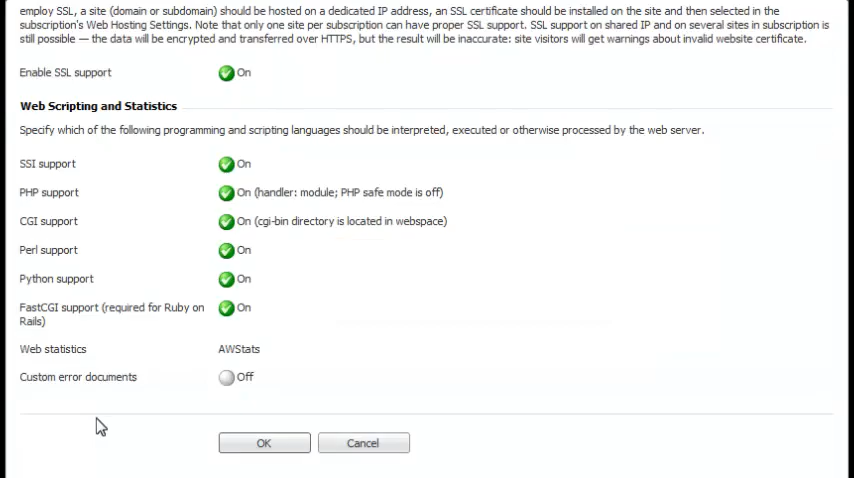 employ SSL, a site (domain or subdomain) should be hosted on a dedicated IP address, an SSL certificate should be installed on the site and then selected in the
subscription's Web Hosting Settings. Note that only one site per subscription can have proper SSL support. SSL support on shared IP and on several sites in subscription is
still possible — the data will be encrypted and transferred over HTTPS, but the result will be inaccurate: site visitors will get warnings about invalid website certificate.
Enable SSL support On
Web Scripting and Statistics
Specify which of the following programming and scripting languages should be interpreted, executed or otherwise processed by the web server.
SSI support On
PHP support On (handler: module; PHP safe mode is off)
CGI support On (cgi-bin directory is located in webspace)
Perl support On
Python support On
FastCGI support (required for Ruby on On
Rails)
Web statistics AWStats
Custom error documents Off
OK Cancel